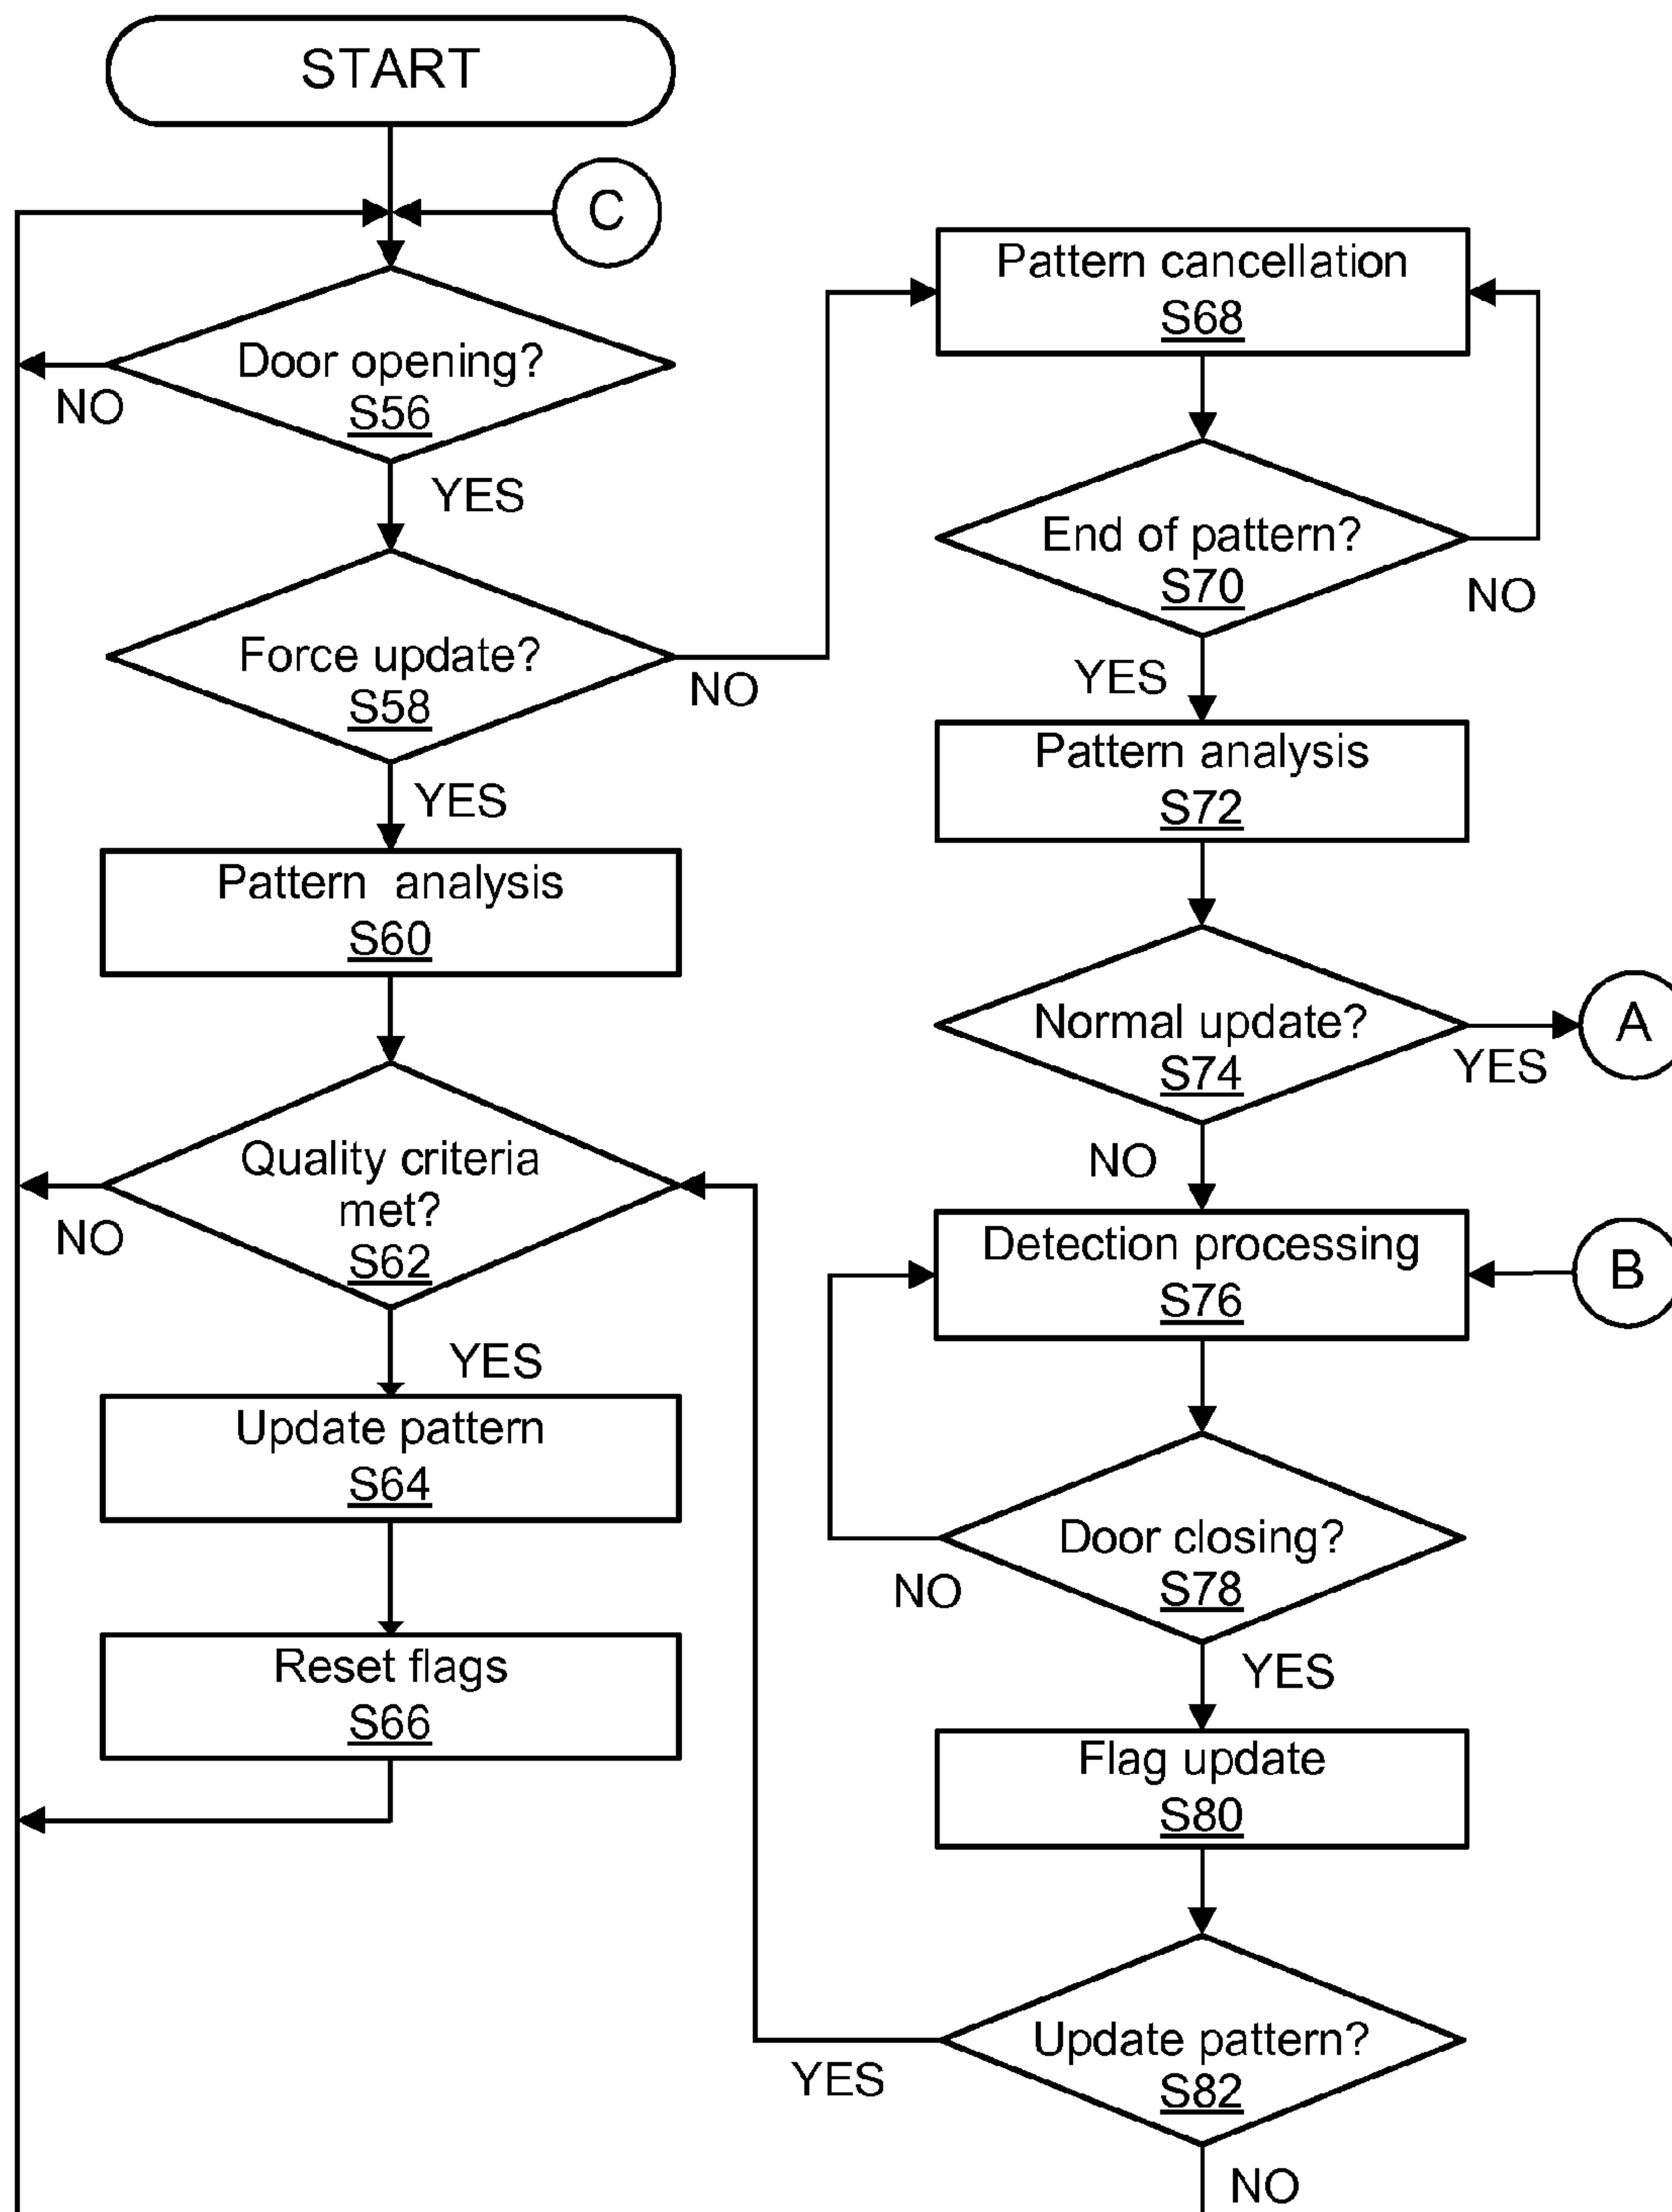 START
C
Door opening?
S56
NO
YES
Force update?
S58
NO
YES
Pattern analysis
S60
Quality criteria
met?
S62
NO
YES
Update pattern
S64
Reset flags
S66
Pattern cancellation
S68
End of pattern?
S70
NO
YES
Pattern analysis
S72
Normal update?
S74
YES
A
NO
Detection processing
S76
B
Door closing?
S78
NO
YES
Flag update
S80
Update pattern?
S82
YES
NO